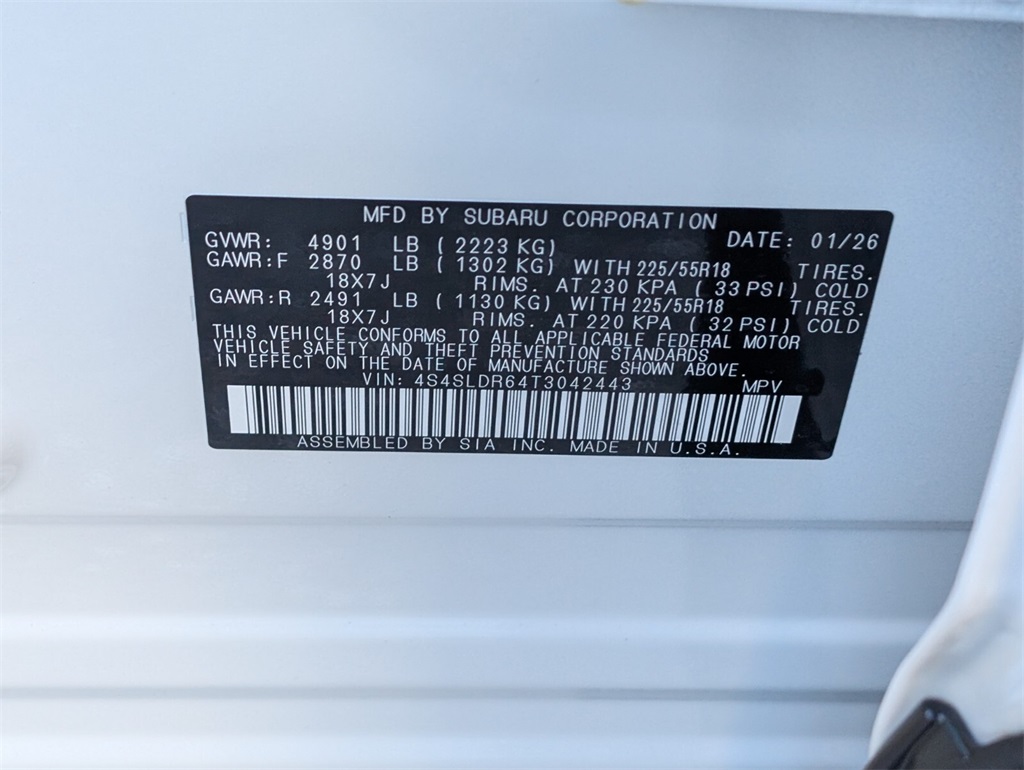 MFD BY SUBARU CORPORATION
GVWR: 4901 LB ( 2223 KG) DATE: 01/26
GAWR:F 2870 LB ( 1302 KG) WITH 225/55R18 TIRES.
18X7J RIMS. AT 230 KPA ( 33 PSI) COLD
GAWR:R 2491 LB ( 1130 KG) WITH 225/55R18 TIRES.
18X7J RIMS. AT 220 KPA ( 32 PSI) COLD
THIS VEHICLE CONFORMS TO ALL APPLICABLE FEDERAL MOTOR
VEHICLE SAFETY AND THEFT PREVENTION STANDARDS
IN EFFECT ON THE DATE OF MANUFACTURE SHOWN ABOVE.
VIN: 4S4SLDR64T3042443 MPV
ASSEMBLED BY SIA INC. MADE IN U.S.A.